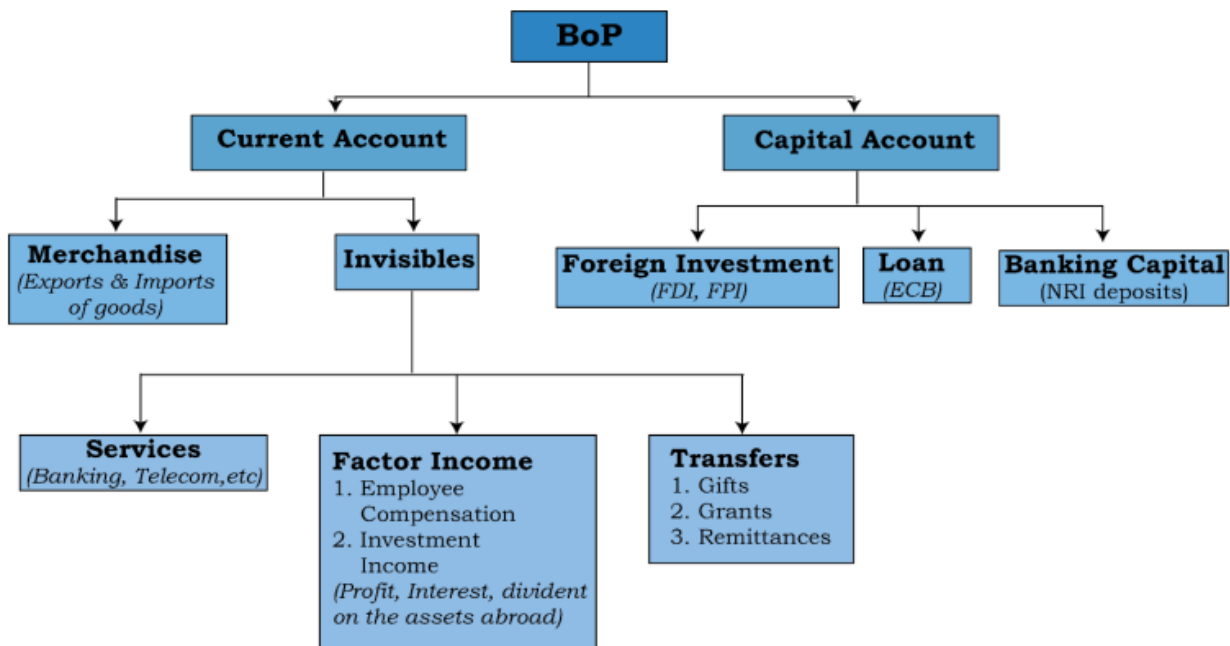 BoP
Current Account
Capital Account
Merchandise
(Exports & Imports
of goods)
Invisibles
Foreign Investment
(FDI, FPI)
Loan
(ECB)
Banking Capital
(NRI deposits)
Services
(Banking, Telecom,etc)
Factor Income
1. Employee
Compensation
2. Investment
Income
(Profit, Interest, divident
on the assets abroad)
Transfers
1. Gifts
2. Grants
3. Remittances